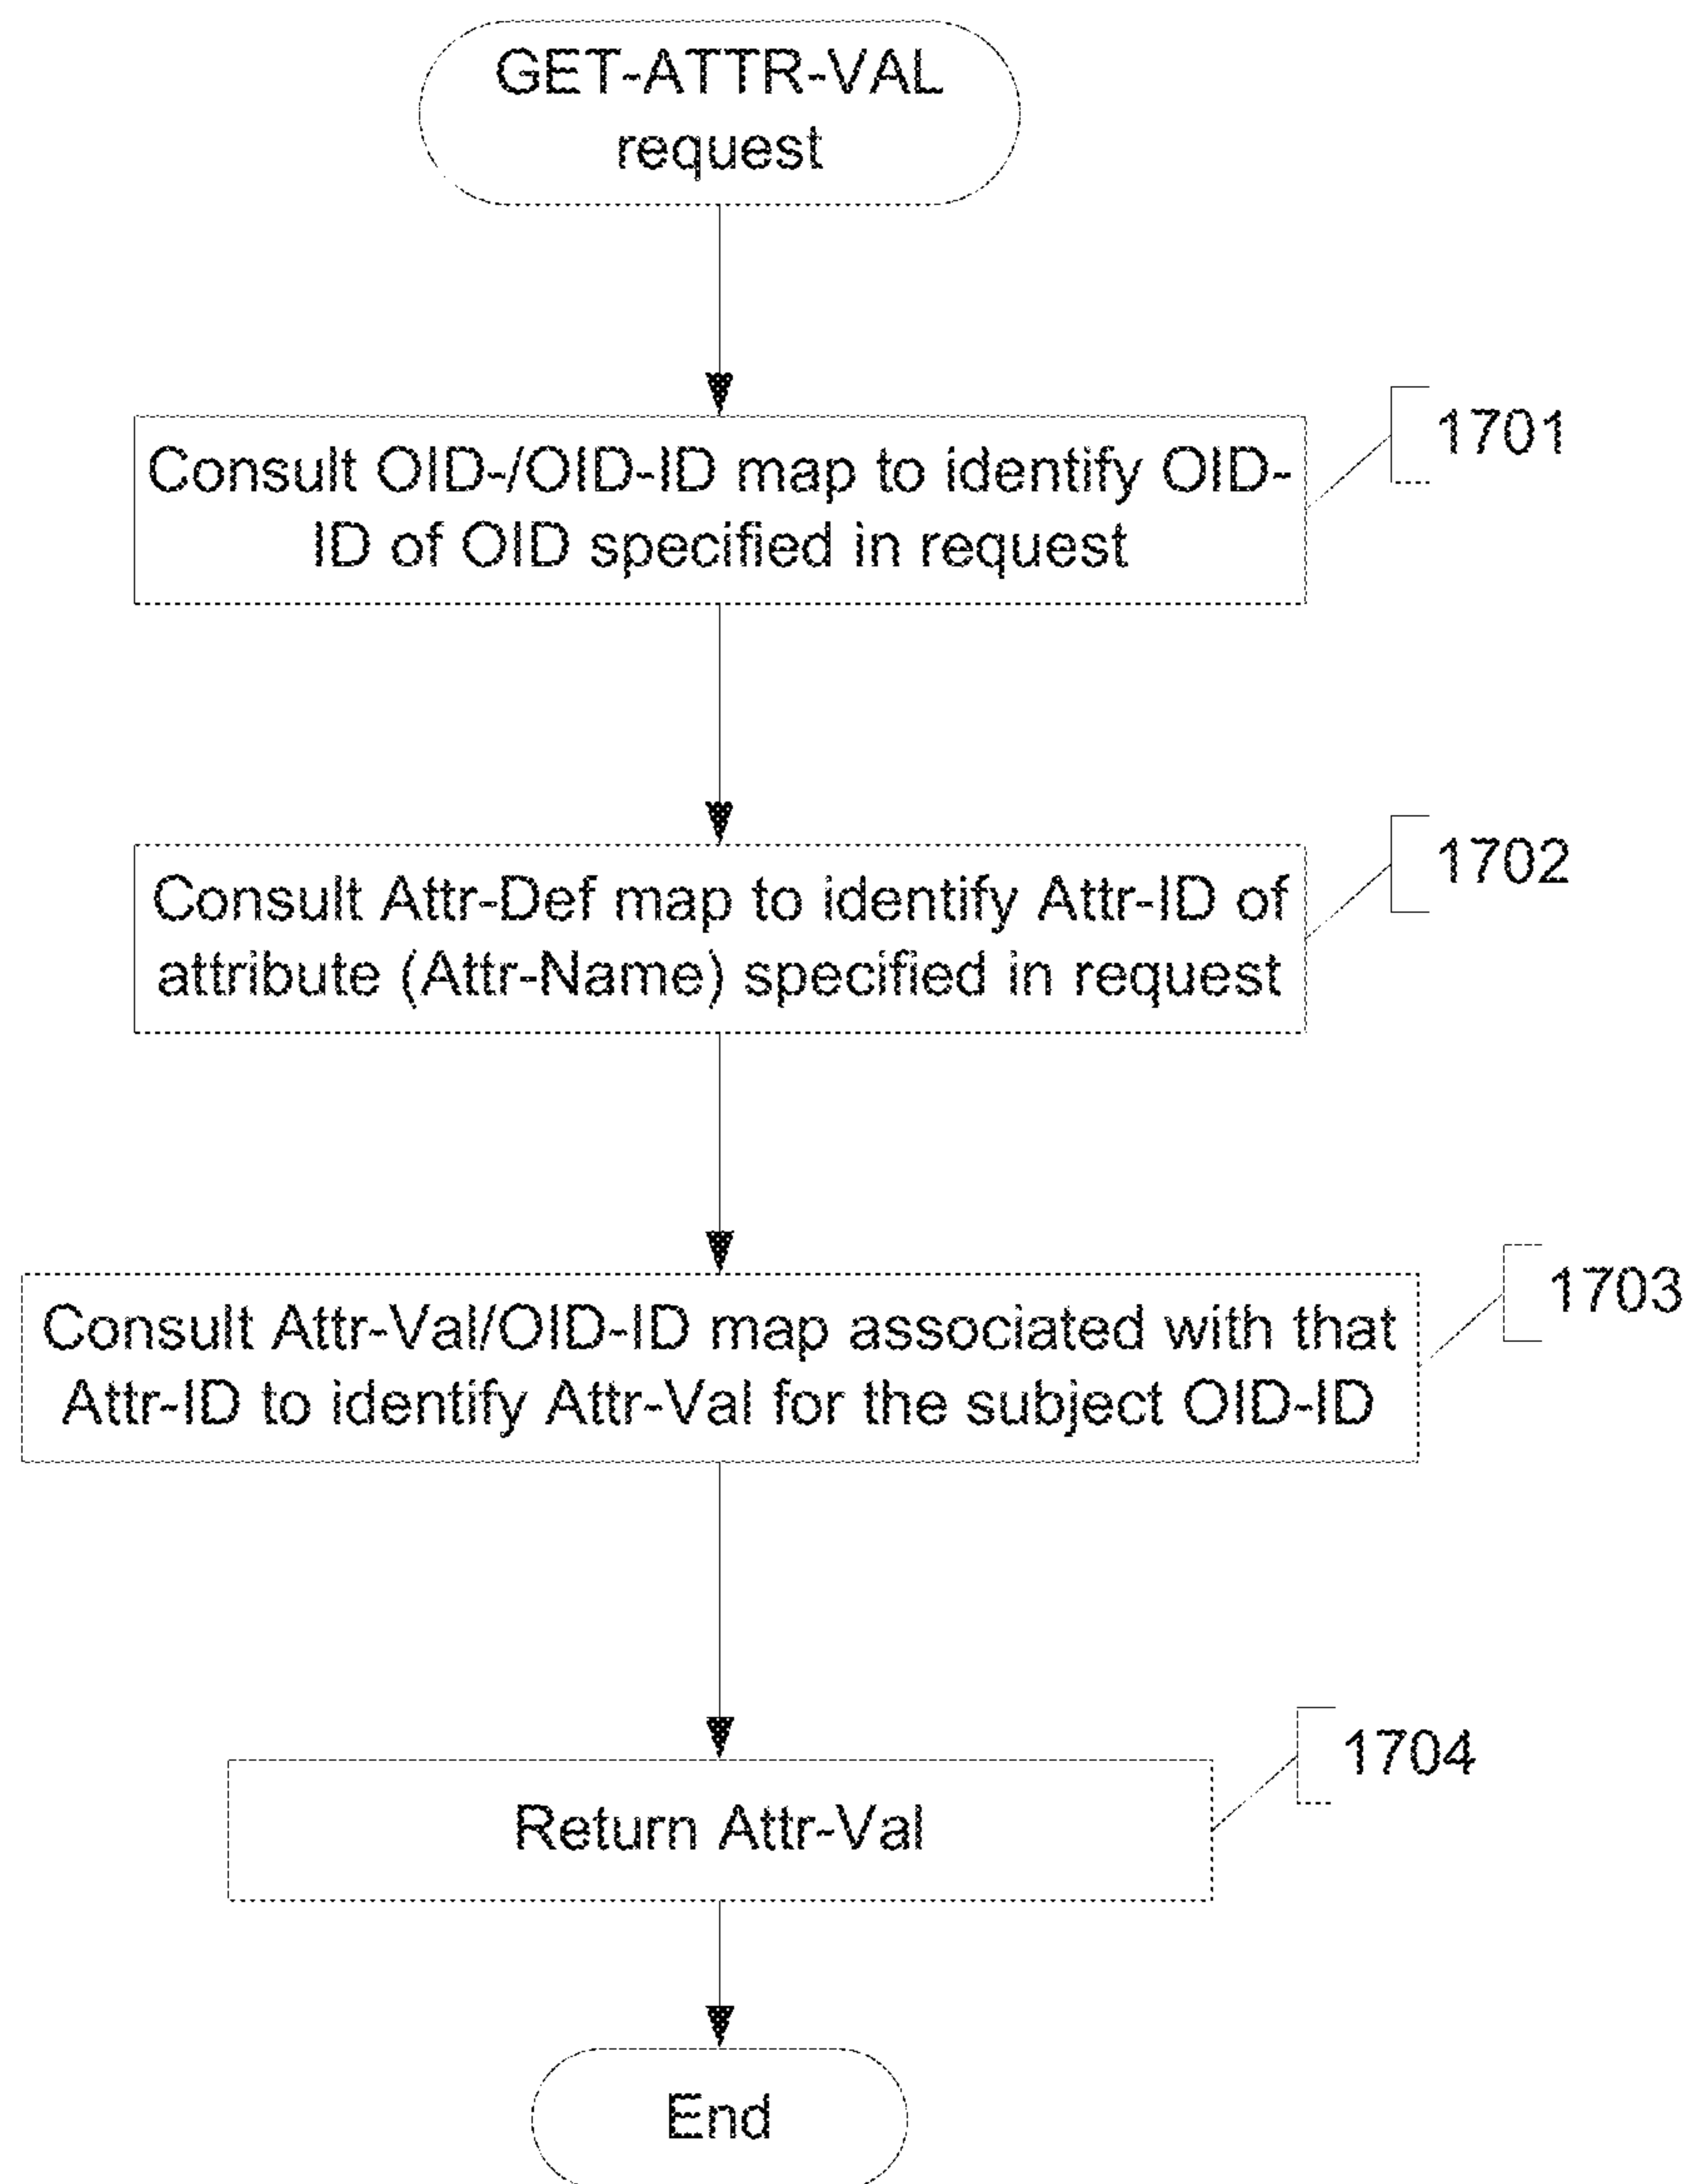 GET-ATTR-VAL
request
1701
Consult OID-/OID-ID map to identify OID-
ID of OID specified in request
1702
Consult Attr-Def map to identify Attr-ID of
attribute (Attr-Name) specified in request
1703
Consult Attr-Val/OID-ID map associated with that
Attr-ID to identify Attr-Val for the subject OID-ID
1704
Return Attr-Val
End